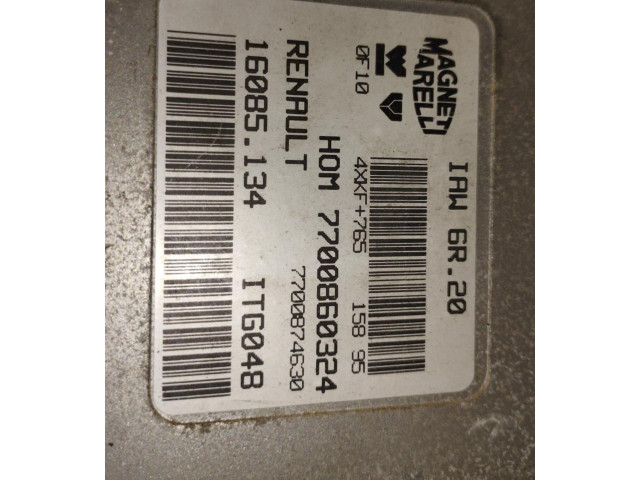 MAGNETI
MARELLI
IAW 6R.20
0F10
4XKF+765 158 95
HOM 7700860324
7700874630
RENAULT
16085.134 ITG048